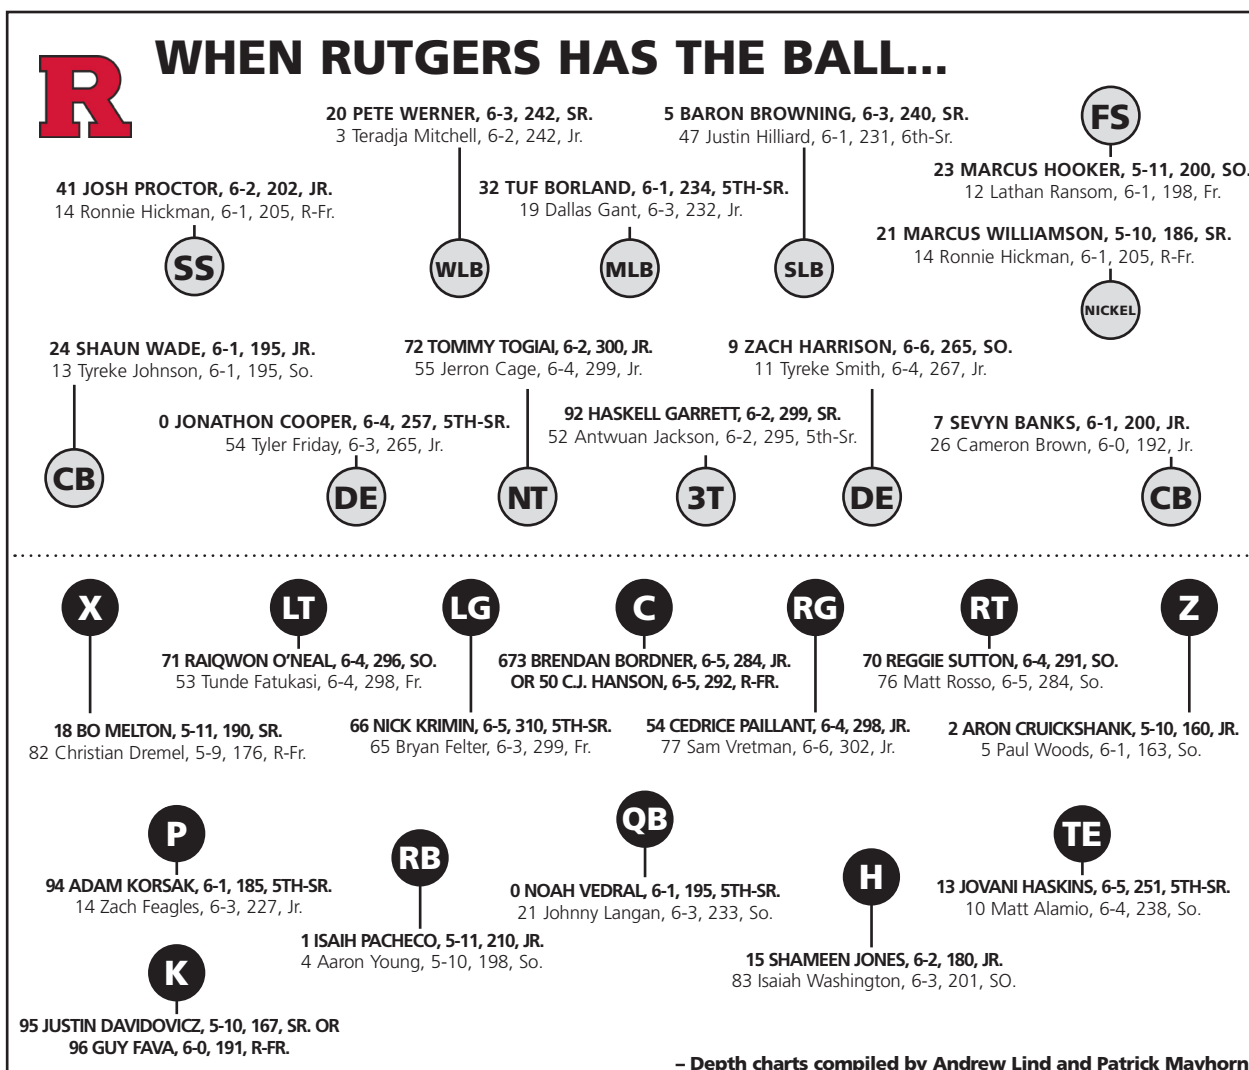 R
WHEN RUTGERS HAS THE BALL...
20 PETE WERNER, 6-3, 242, SR.
3 Teradja Mitchell, 6-2, 242, Jr.
5 BARON BROWNING, 6-3, 240, SR.
47 Justin Hilliard, 6-1, 231, 6th-Sr.
FS
23 MARCUS HOOKER, 5-11, 200, SO.
12 Lathan Ransom, 6-1, 198, Fr.
41 JOSH PROCTOR, 6-2, 202, JR.
14 Ronnie Hickman, 6-1, 205, R-Fr.
32 TUF BORLAND, 6-1, 234, 5TH-SR.
19 Dallas Gant, 6-3, 232, Jr.
21 MARCUS WILLIAMSON, 5-10, 186, SR.
14 Ronnie Hickman, 6-1, 205, R-Fr.
SS
WLB
MLB
SLB
NICKEL
24 SHAUN WADE, 6-1, 195, JR.
13 Tyreke Johnson, 6-1, 195, So.
72 TOMMY TOGIAI, 6-2, 300, JR.
55 Jerron Cage, 6-4, 299, Jr.
9 ZACH HARRISON, 6-6, 265, SO.
11 Tyreke Smith, 6-4, 267, Jr.
0 JONATHON COOPER, 6-4, 257, 5TH-SR.
54 Tyler Friday, 6-3, 265, Jr.
92 HASKELL GARRETT, 6-2, 299, SR.
52 Antwuan Jackson, 6-2, 295, 5th-Sr.
7 SEVYN BANKS, 6-1, 200, JR.
26 Cameron Brown, 6-0, 192, Jr.
CB
DE
NT
3T
DE
CB
X
LT
LG
C
RG
RT
Z
71 RAIQWON O'NEAL, 6-4, 296, SO.
53 Tunde Fatukasi, 6-4, 298, Fr.
673 BRENDAN BORDNER, 6-5, 284, JR.
OR 50 C.J. HANSON, 6-5, 292, R-FR.
70 REGGIE SUTTON, 6-4, 291, SO.
76 Matt Rosso, 6-5, 284, So.
18 BO MELTON, 5-11, 190, SR.
82 Christian Dremel, 5-9, 176, R-Fr.
66 NICK KRIMIN, 6-5, 310, 5TH-SR.
65 Bryan Felter, 6-3, 299, Fr.
54 CEDRICE PAILLANT, 6-4, 298, JR.
77 Sam Vretman, 6-6, 302, Jr.
2 ARON CRUICKSHANK, 5-10, 160, JR.
5 Paul Woods, 6-1, 163, So.
P
RB
QB
H
TE
94 ADAM KORSAK, 6-1, 185, 5TH-SR.
14 Zach Feagles, 6-3, 227, Jr.
0 NOAH VEDRAL, 6-1, 195, 5TH-SR.
21 Johnny Langan, 6-3, 233, So.
13 JOVANI HASKINS, 6-5, 251, 5TH-SR.
10 Matt Alamio, 6-4, 238, So.
1 ISAIH PACHECO, 5-11, 210, JR.
4 Aaron Young, 5-10, 198, So.
15 SHAMEEN JONES, 6-2, 180, JR.
83 Isaiah Washington, 6-3, 201, SO.
K
95 JUSTIN DAVIDOVICZ, 5-10, 167, SR. OR
96 GUY FAVA, 6-0, 191, R-FR.
– Depth charts compiled by Andrew Lind and Patrick Mayhorn